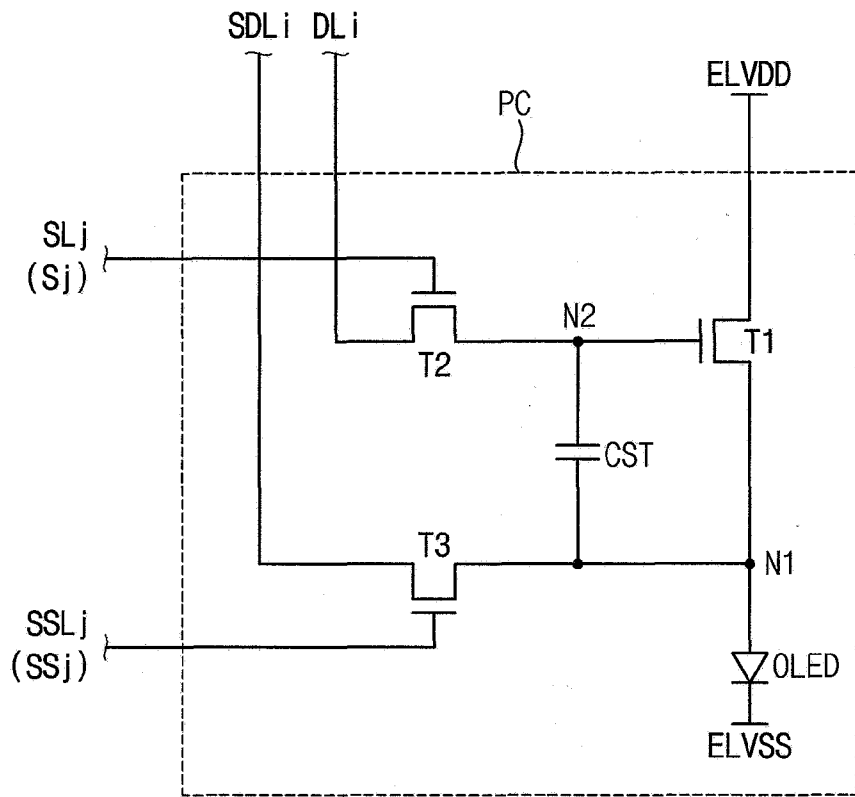 SDLi DLi
ELVDD
PC
SLj
(Sj)
N2
T1
T2
CST
T3
N1
SSLj
(SSj)
OLED
ELVSS